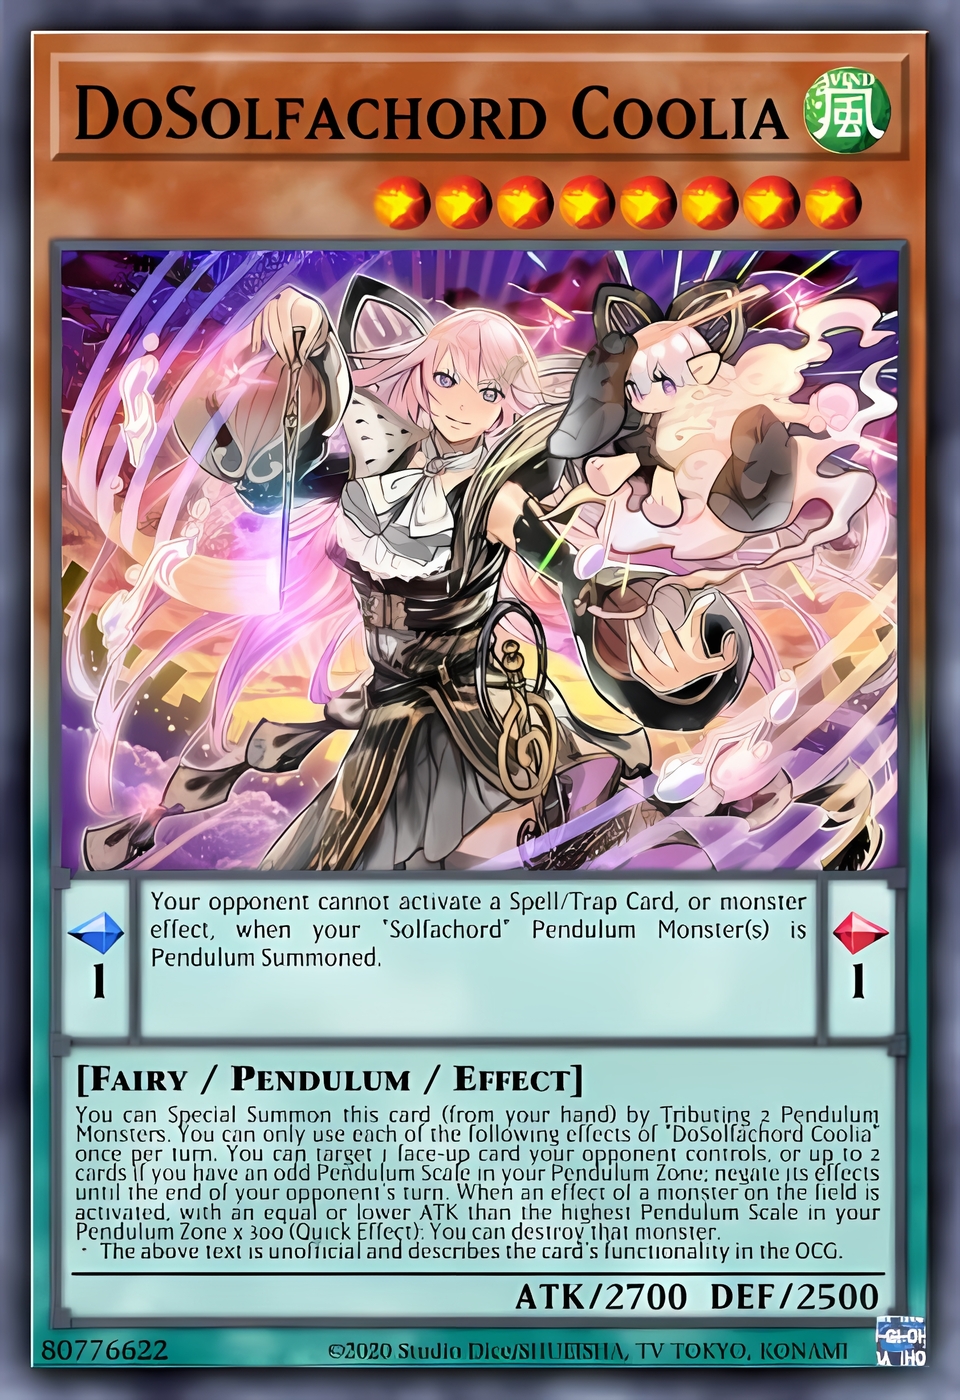 DoSolfachord Coolia
WIND
風
Your opponent cannot activate a Spell/Trap Card, or monster
effect, when your "Solfachord" Pendulum Monster(s) is
Pendulum Summoned.
1
1
[Fairy / Pendulum / Effect]
You can Special Summon this card (from your hand) by Tributing 2 Pendulum
Monsters. You can only use each of the following effects of "DoSolfachord Coolia"
once per turn. You can target 1 face-up card your opponent controls, or up to 2
cards if you have an odd Pendulum Scale in your Pendulum Zone; negate its effects
until the end of your opponent's turn. When an effect of a monster on the field is
activated, with an equal or lower ATK than the highest Pendulum Scale in your
Pendulum Zone x 300 (Quick Effect): You can destroy that monster.
· The above text is unofficial and describes the card's functionality in the OCG.
ATK/2700 DEF/2500
80776622
©2020 Studio Dice/SHUEISHA, TV TOKYO, KONAMI